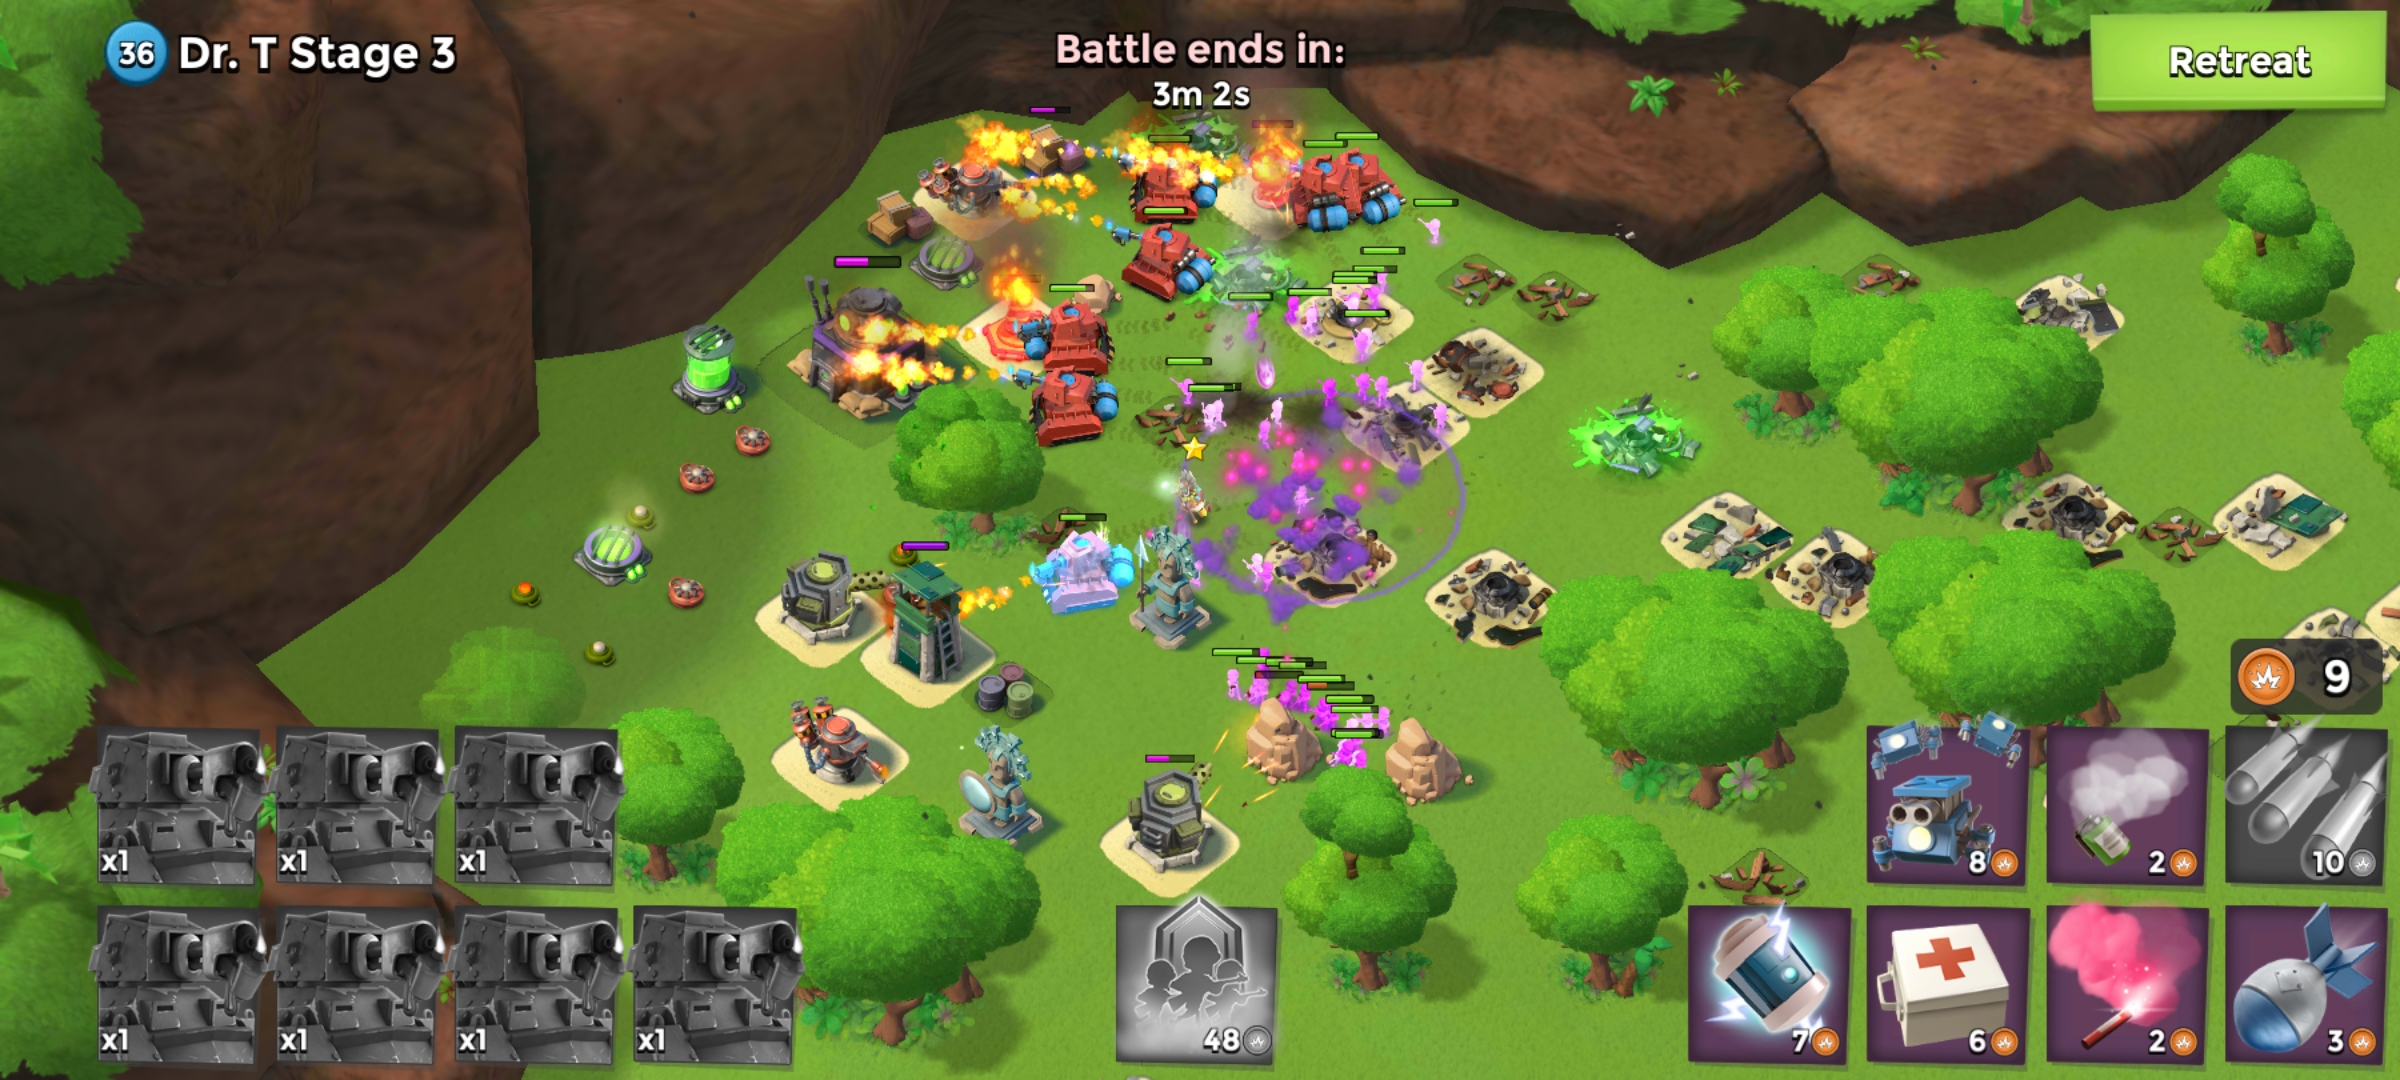 36 Dr. T Stage 3
Battle ends in:
3m 2s
Retreat
9
x1 x1 x1
8 2 10
x1 x1 x1 x1
48
7 6 2 3